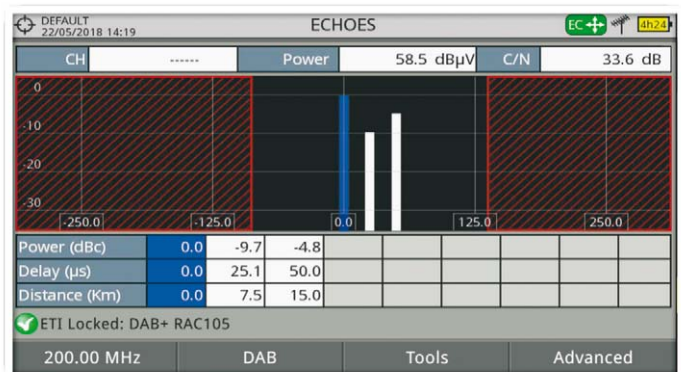 DEFAULT
22/05/2018 14:19
ECHOES
EC
4h24
CH ------ Power 58.5 dBμV C/N 33.6 dB
0
-10
-20
-30
-250.0 -125.0 0.0 125.0 250.0
Power (dBc) 0.0 -9.7 -4.8
Delay (μs) 0.0 25.1 50.0
Distance (Km) 0.0 7.5 15.0
ETI Locked: DAB+ RAC105
200.00 MHz DAB Tools Advanced